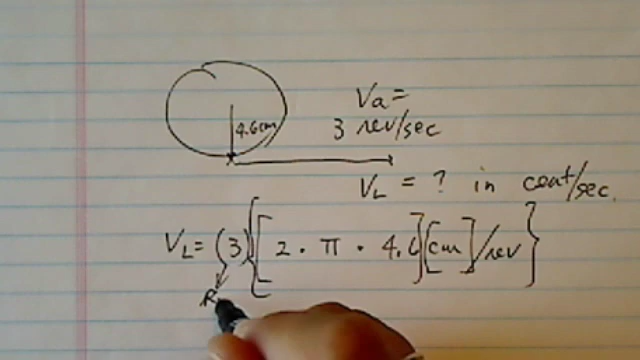 4.6cm
Va =
3 rev/sec
VL = ? in cent/sec.
VL = (3){[2 · π · 4.6][cm]/rev}
R